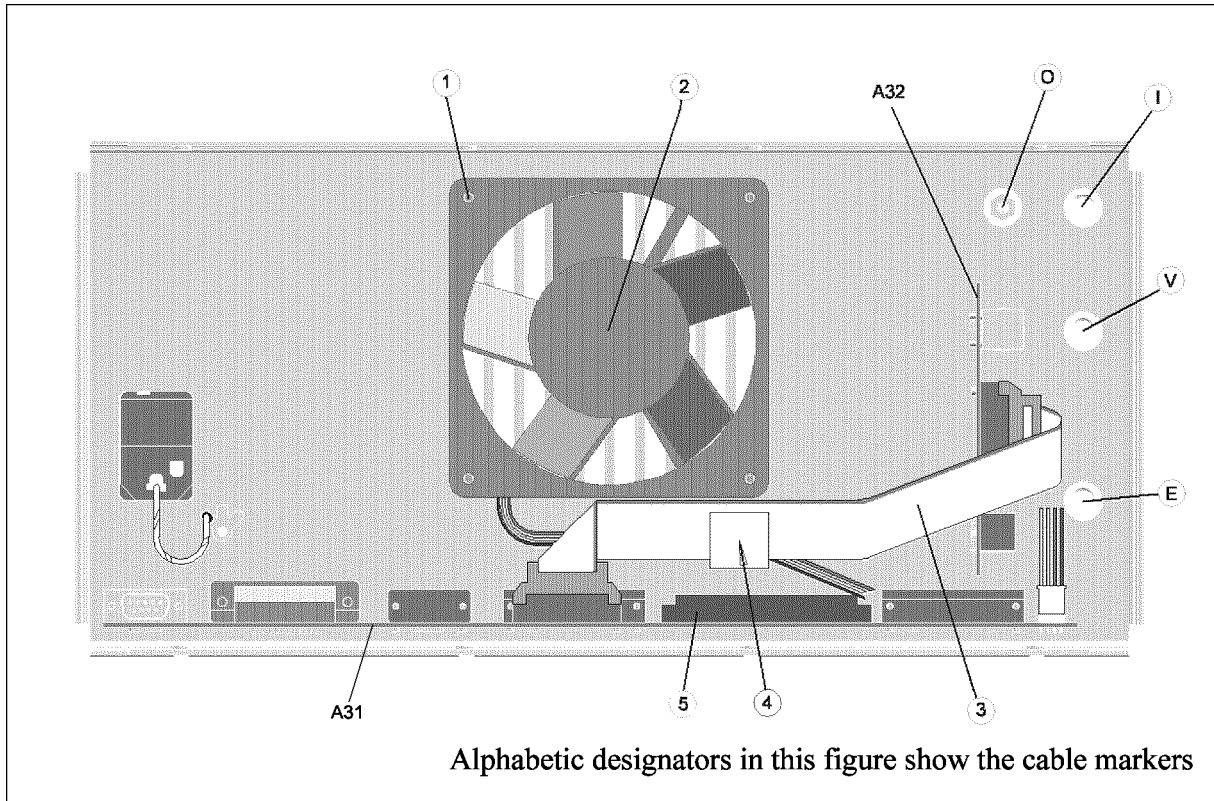 1
2
A32
O
I
V
E
A31
5
4
3
Alphabetic designators in this figure show the cable markers